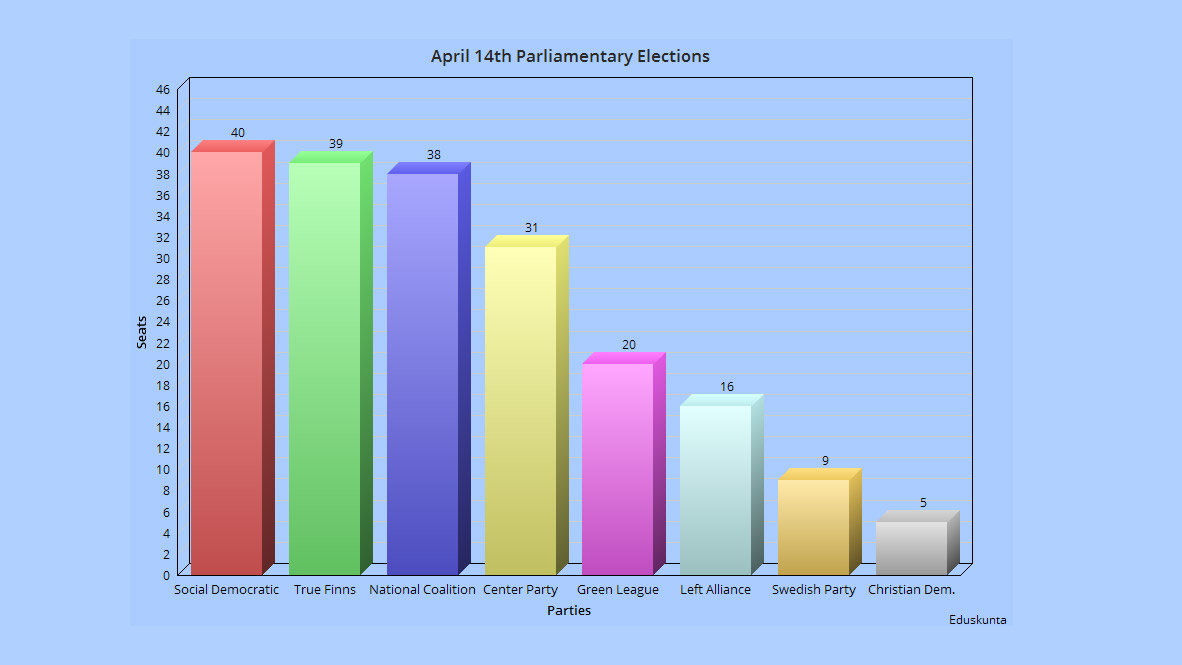 April 14th Parliamentary Elections
46
44
42
40
38
36
34
32
30
28
26
24
22
20
18
16
14
12
10
8
6
4
2
0
Seats
40
39
38
31
20
16
9
5
Social Democratic
True Finns
National Coalition
Center Party
Green League
Left Alliance
Swedish Party
Christian Dem.
Parties
Eduskunta